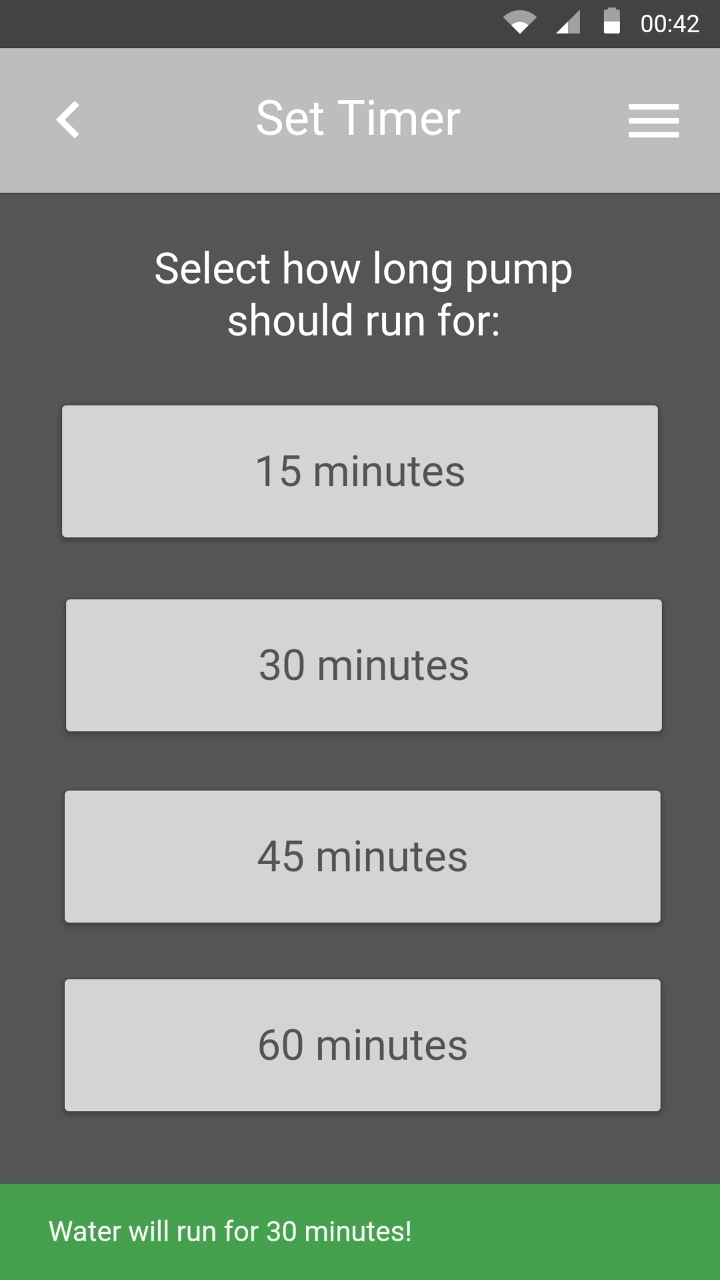 00:42
Set Timer
Select how long pump
should run for:
15 minutes
30 minutes
45 minutes
60 minutes
Water will run for 30 minutes!